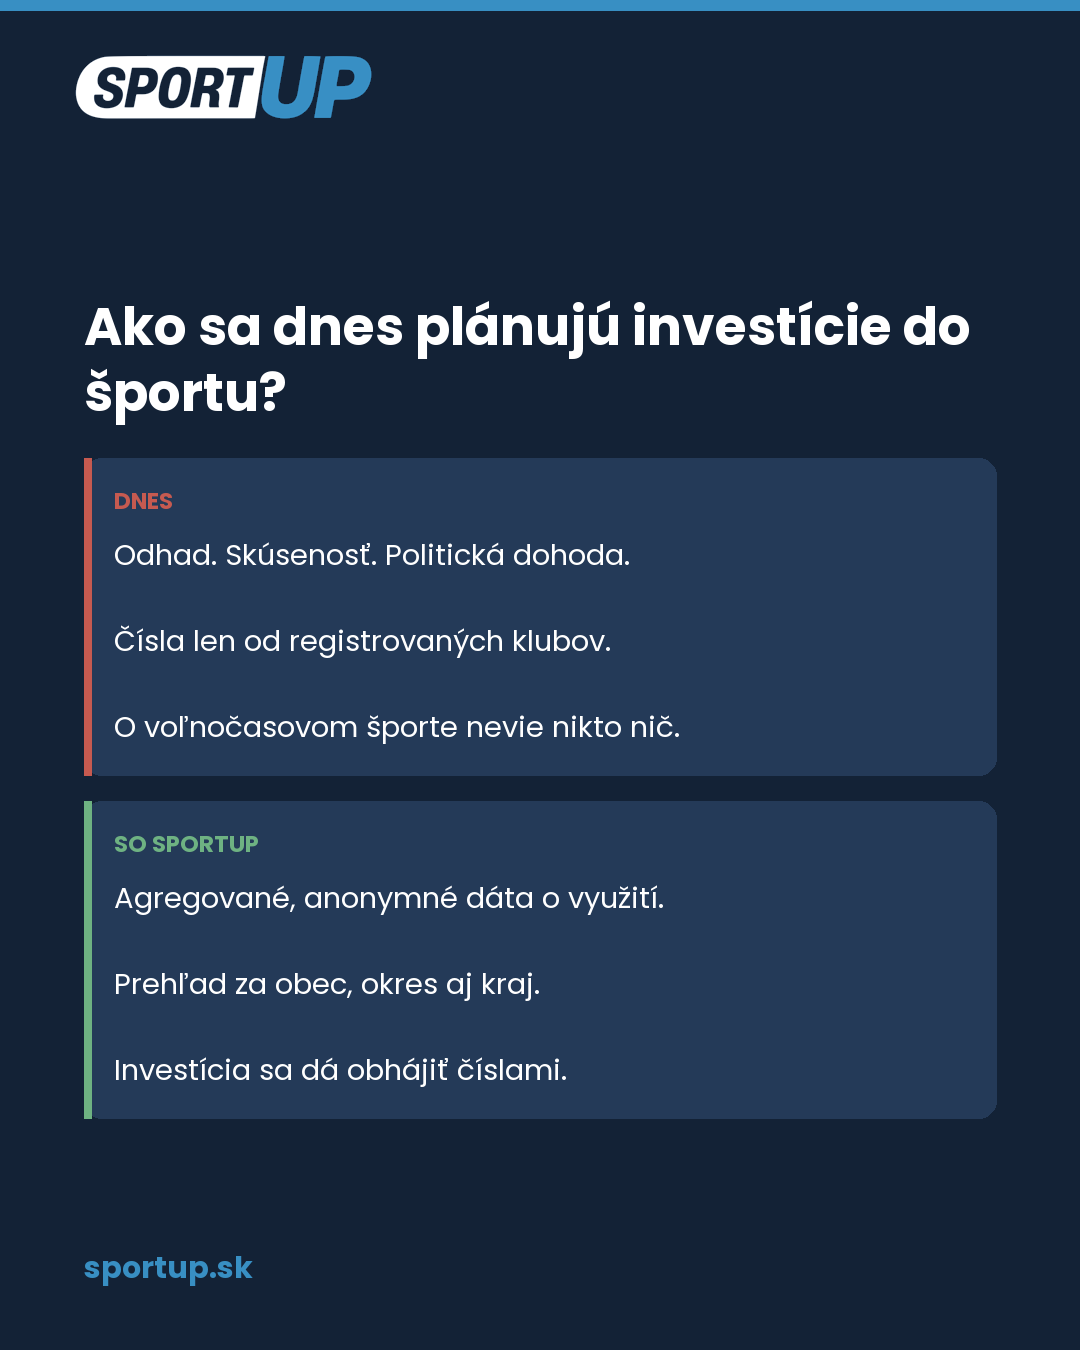 SPORTUP
Ako sa dnes plánujú investície do
športu?
DNES
Odhad. Skúsenosť. Politická dohoda.
Čísla len od registrovaných klubov.
O voľnočasovom športe nevie nikto nič.
SO SPORTUP
Agregované, anonymné dáta o využití.
Prehľad za obec, okres aj kraj.
Investícia sa dá obhájiť číslami.
sportup.sk